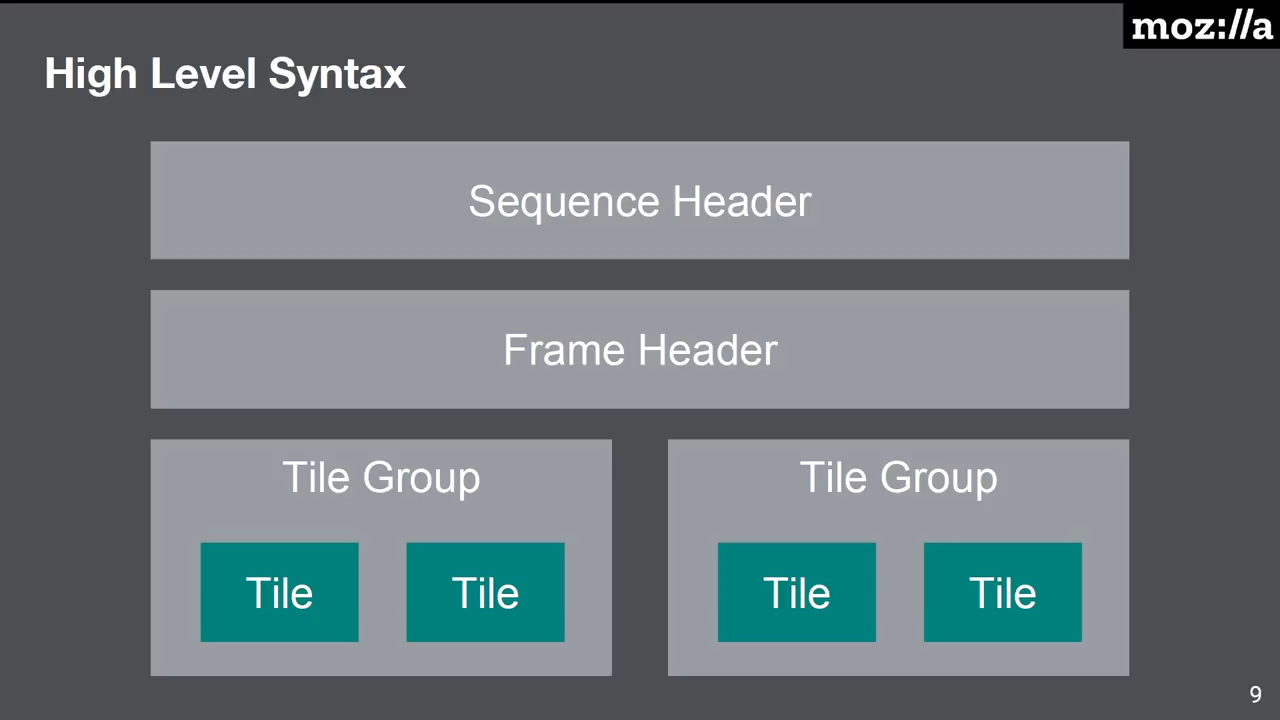 moz://a
High Level Syntax
Sequence Header
Frame Header
Tile Group
Tile Group
Tile
Tile
Tile
Tile
9